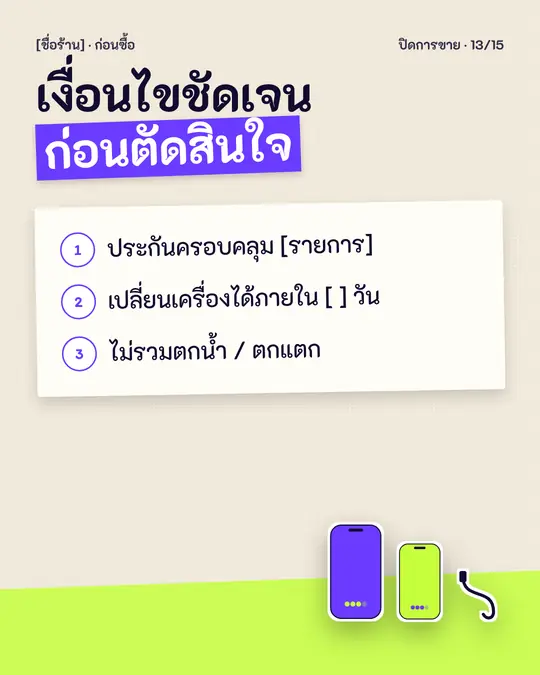 [ชื่อร้าน] · ก่อนซื้อ
ปิดการขาย · 13/15
เงื่อนไขชัดเจน
ก่อนตัดสินใจ
1 ประกันครอบคลุม [รายการ]
2 เปลี่ยนเครื่องได้ภายใน [ ] วัน
3 ไม่รวมตกน้ำ / ตกแตก